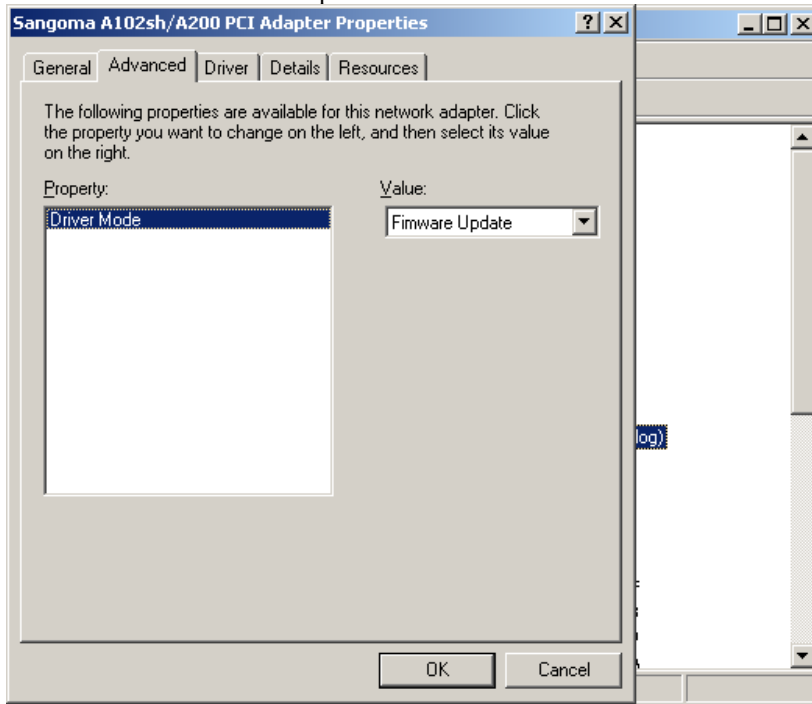 Sangoma A102sh/A200 PCI Adapter Properties
General Advanced Driver Details Resources
The following properties are available for this network adapter. Click
the property you want to change on the left, and then select its value
on the right.
Property:
Value:
Driver Mode
Fimware Update
log)
OK Cancel